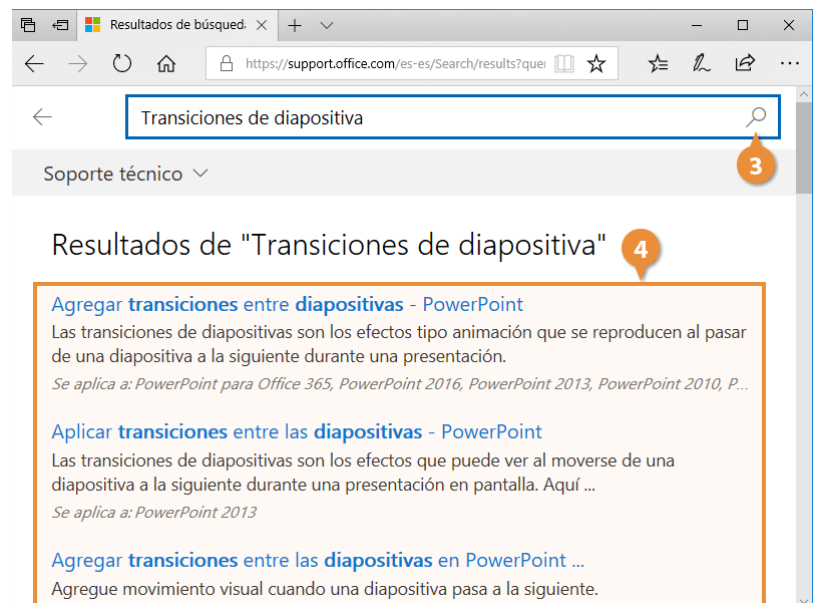 Resultados de búsqued
https://support.office.com/es-es/Search/results?quer
Transiciones de diapositiva
3
Soporte técnico
Resultados de "Transiciones de diapositiva"
4
Agregar transiciones entre diapositivas - PowerPoint
Las transiciones de diapositivas son los efectos tipo animación que se reproducen al pasar
de una diapositiva a la siguiente durante una presentación.
Se aplica a: PowerPoint para Office 365, PowerPoint 2016, PowerPoint 2013, PowerPoint 2010, P...
Aplicar transiciones entre las diapositivas - PowerPoint
Las transiciones de diapositivas son los efectos que puede ver al moverse de una
diapositiva a la siguiente durante una presentación en pantalla. Aquí ...
Se aplica a: PowerPoint 2013
Agregar transiciones entre las diapositivas en PowerPoint ...
Agregue movimiento visual cuando una diapositiva pasa a la siguiente.